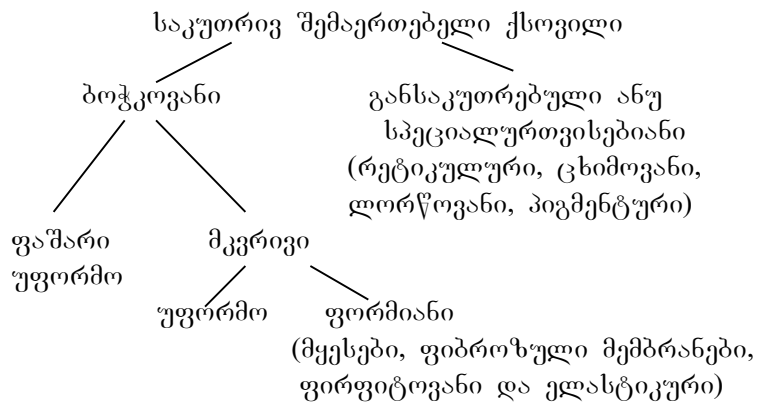 საკუთრივ შემაერთებელი ქსოვილი
ბოჭკოვანი
განსაკუთრებული ანუ
სპეციალურთვისებიანი
(რეტიკულური, ცხიმოვანი,
ლორწოვანი, პიგმენტური)
ფაშარი
უფორმო
მკვრივი
უფორმო
ფორმიანი
(მყესები, ფიბროზული მემბრანები,
ფირფიტოვანი და ელასტიკური)